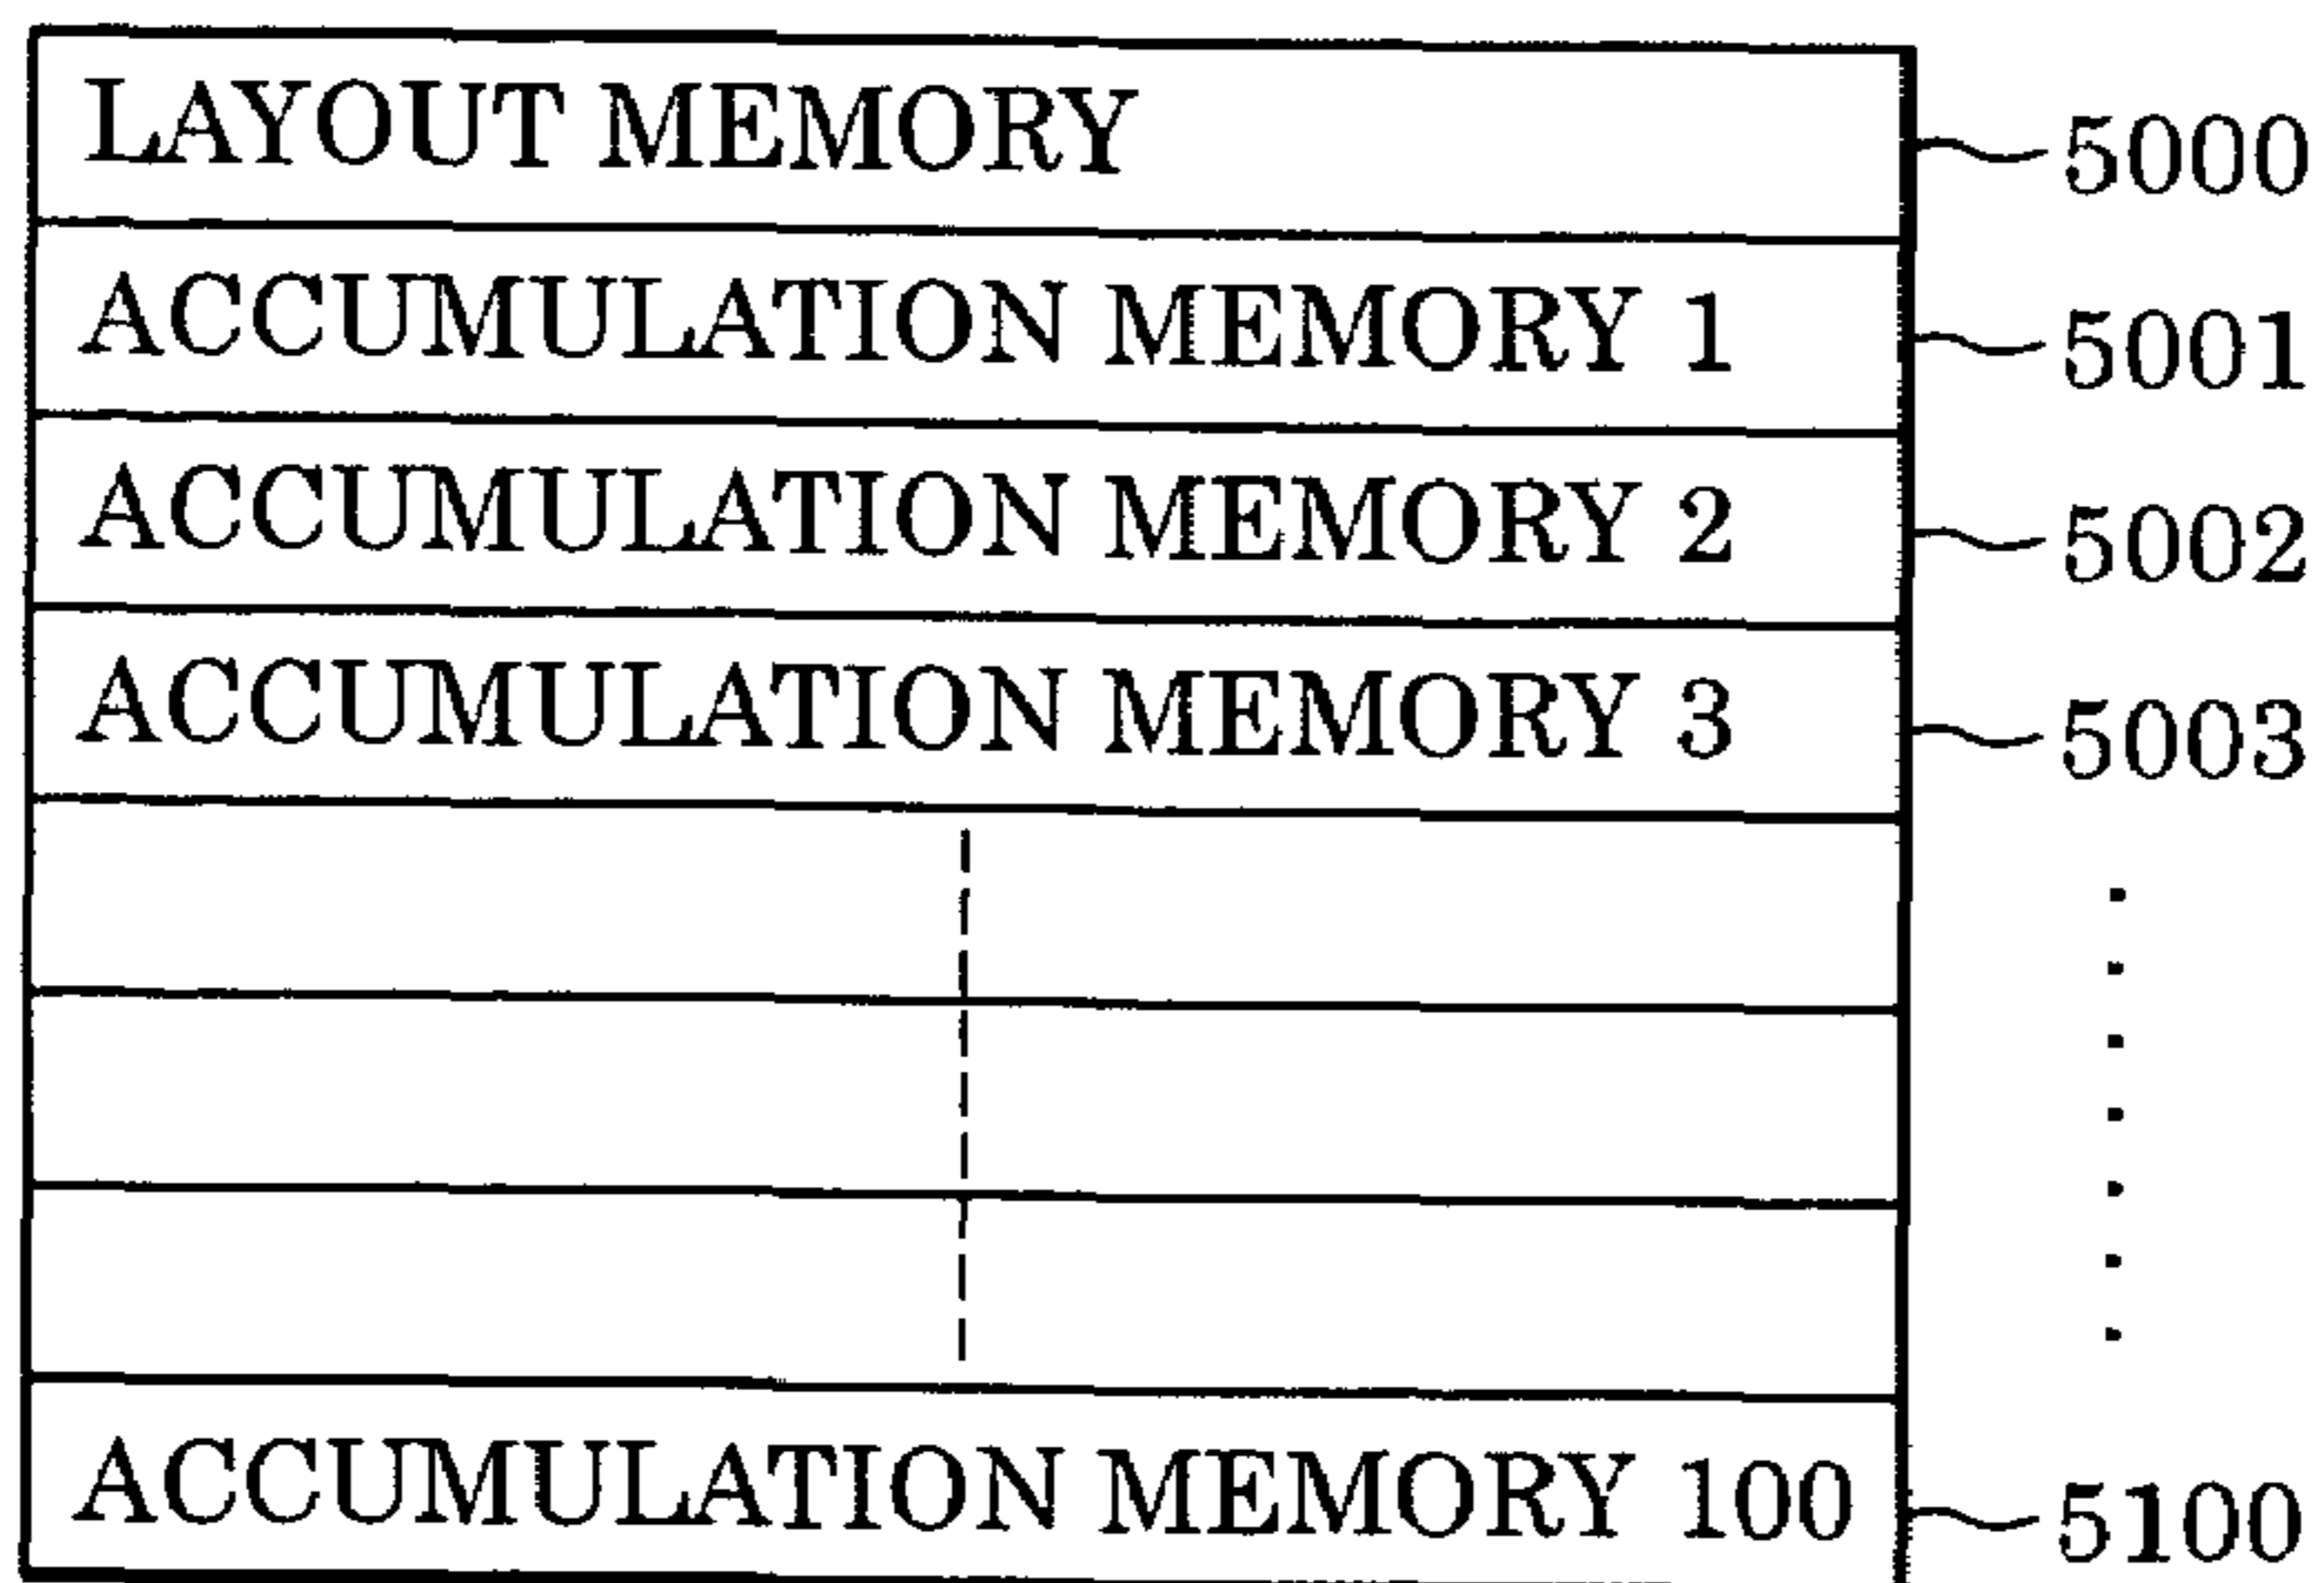 LAYOUT MEMORY 5000
ACCUMULATION MEMORY 1 5001
ACCUMULATION MEMORY 2 5002
ACCUMULATION MEMORY 3 5003
ACCUMULATION MEMORY 100 5100